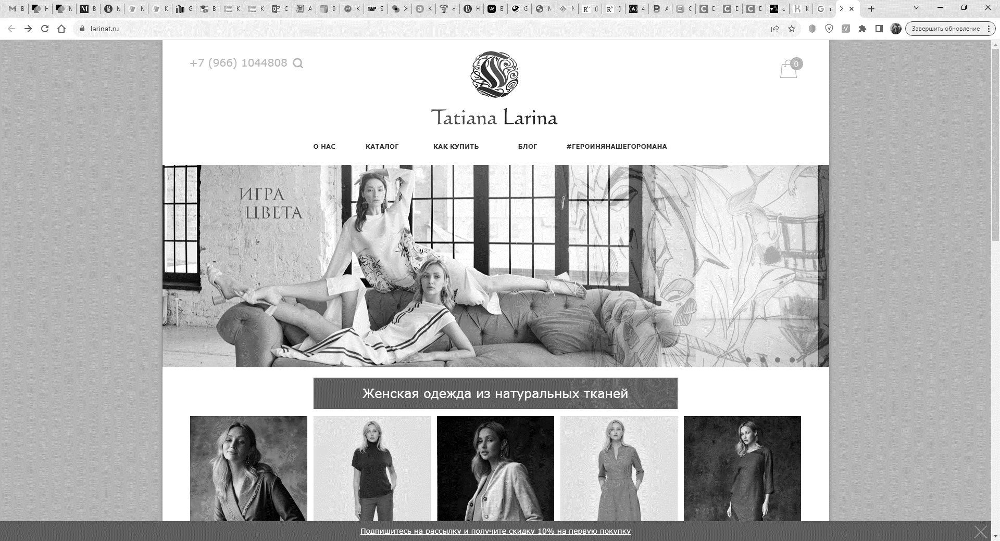 larinat.ru
Завершить обновление
+7 (966) 1044808
0
Tatiana Larina
О НАС КАТАЛОГ КАК КУПИТЬ БЛОГ #ГЕРОИНЯНАШЕГОРОМАНА
ИГРА
ЦВЕТА
Женская одежда из натуральных тканей
Подпишитесь на рассылку и получите скидку 10% на первую покупку